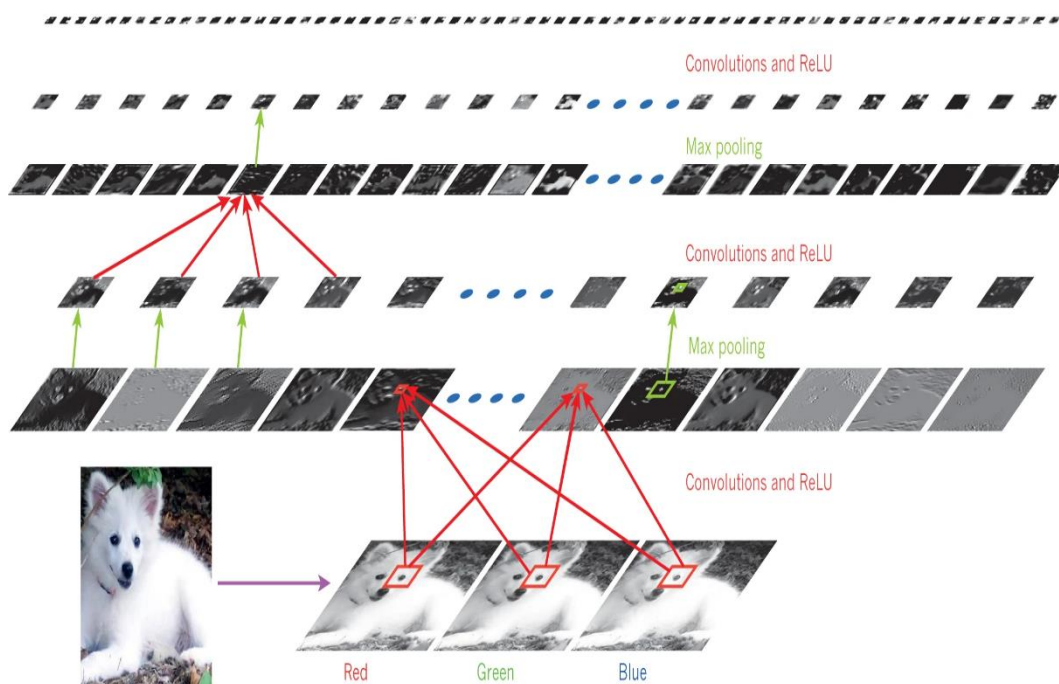 Convolutions and ReLU
Max pooling
Convolutions and ReLU
Max pooling
Convolutions and ReLU
Red
Green
Blue